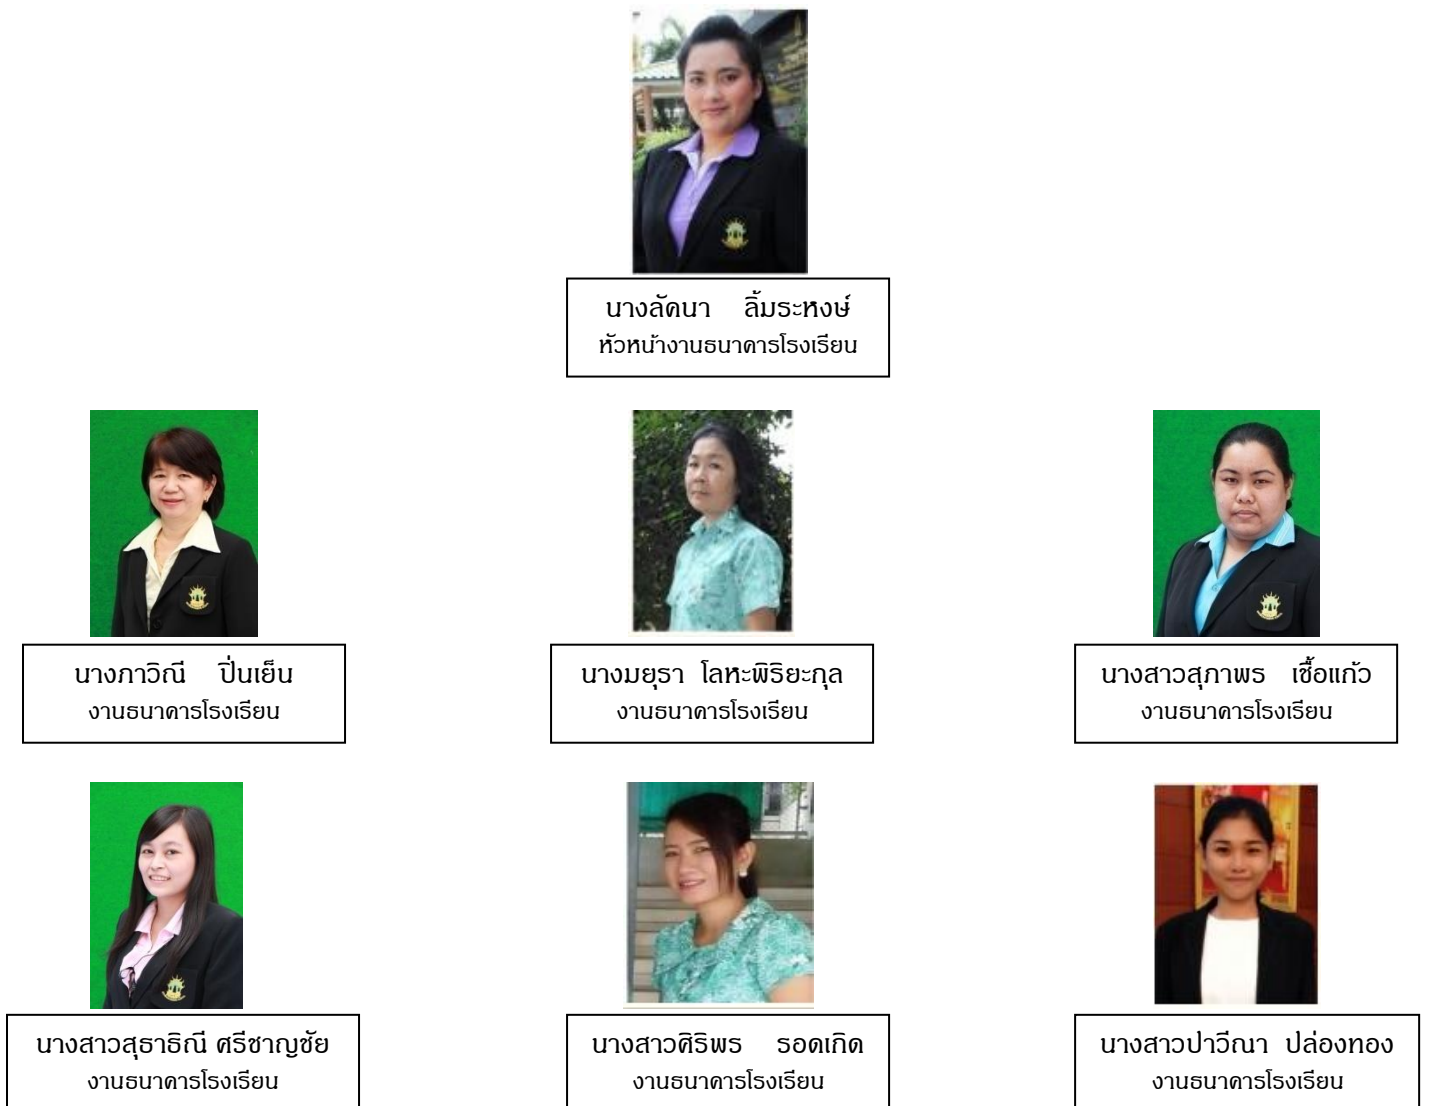 นางลัดนา ลิ้มระหงษ์
หัวหน้างานธนาคารโรงเรียน
นางภาวิณี ปิ่นเย็น
งานธนาคารโรงเรียน
นางมยุรา โลหะพิริยะกุล
งานธนาคารโรงเรียน
นางสาวสุภาพร เชื้อแก้ว
งานธนาคารโรงเรียน
นางสาวสุธาธิณี ศรีชาญชัย
งานธนาคารโรงเรียน
นางสาวศิริพร รอดเกิด
งานธนาคารโรงเรียน
นางสาวปาวีณา ปล่องทอง
งานธนาคารโรงเรียน